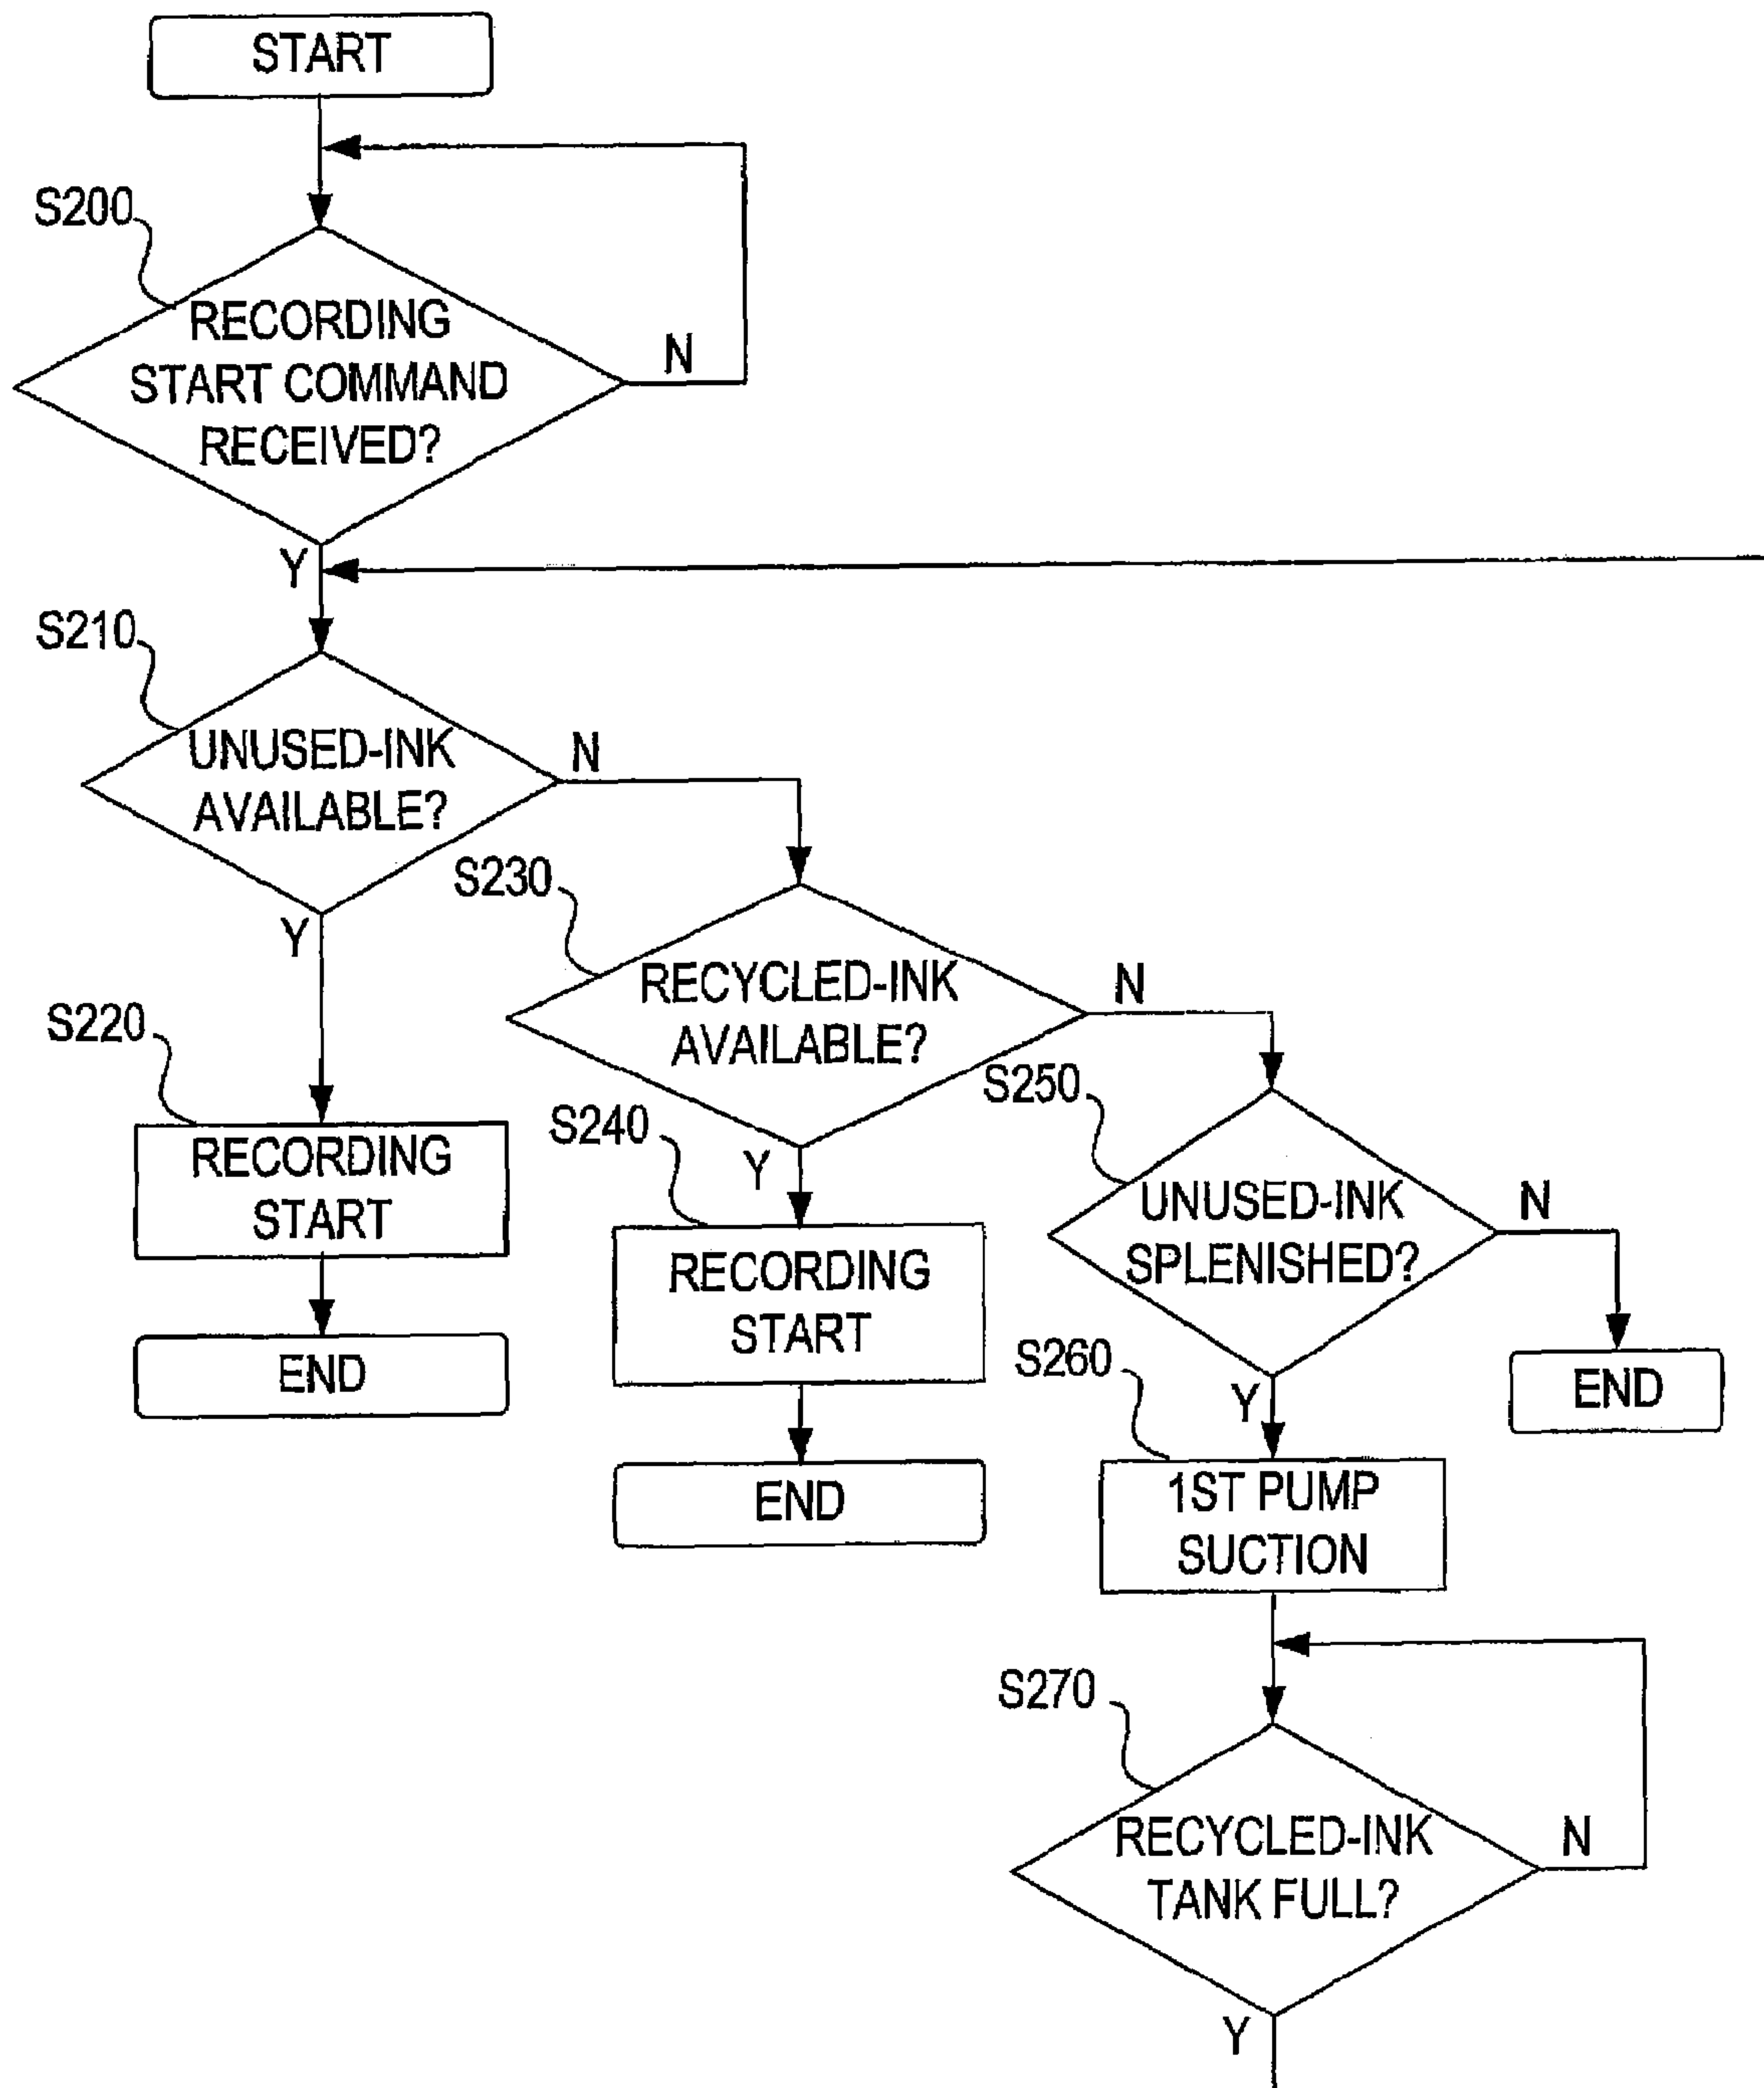 START
S200
RECORDING
START COMMAND
RECEIVED?
N
Y
S210
UNUSED-INK
AVAILABLE?
N
Y
S230
RECYCLED-INK
AVAILABLE?
N
Y
S220
RECORDING
START
END
S240
RECORDING
START
END
S250
UNUSED-INK
SPLENISHED?
N
END
Y
S260
1ST PUMP
SUCTION
S270
RECYCLED-INK
TANK FULL?
N
Y